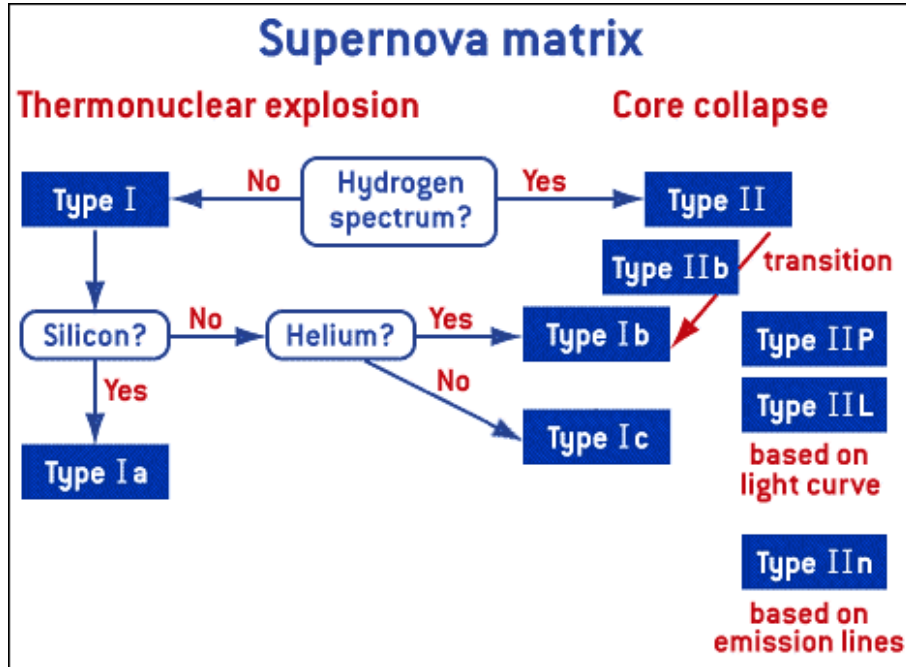 Supernova matrix
Thermonuclear explosion
Core collapse
Type I
No
Hydrogen
spectrum?
Yes
Type II
Type IIb
transition
Silicon?
No
Helium?
Yes
Type Ib
Type IIP
Yes
No
Type IIL
Type Ia
Type Ic
based on
light curve
Type IIn
based on
emission lines